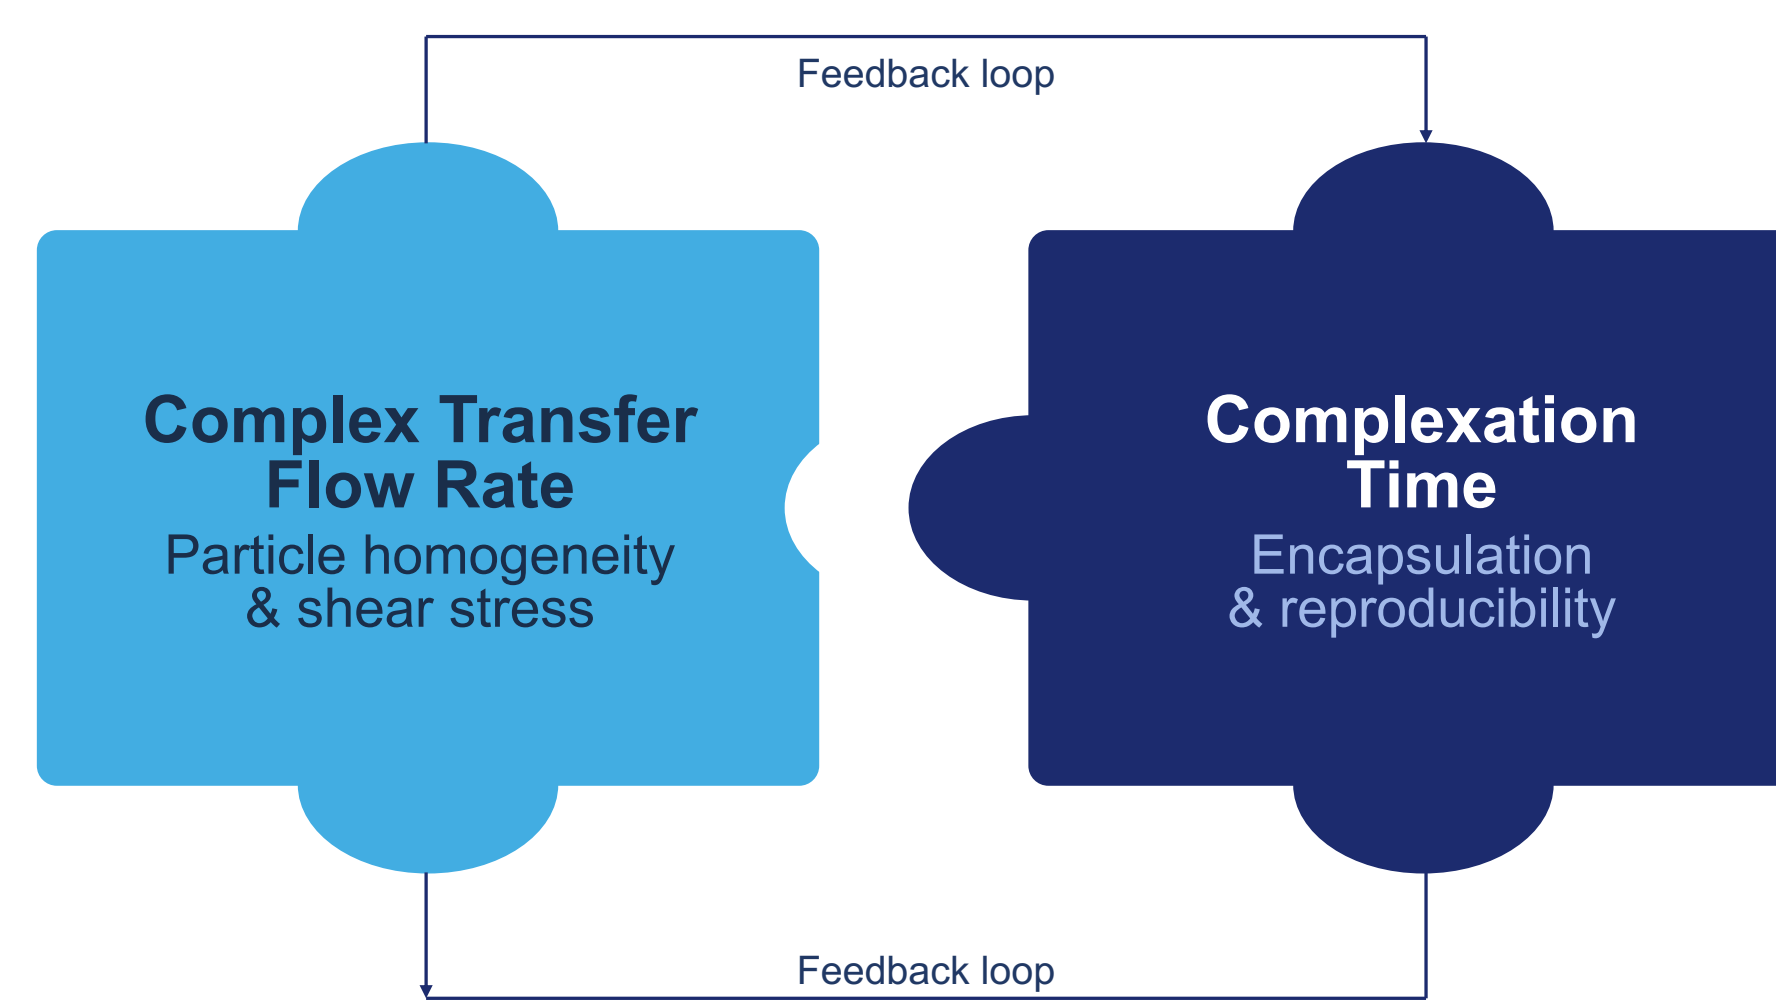 Feedback loop
Complex Transfer
Flow Rate
Particle homogeneity
& shear stress
Complexation
Time
Encapsulation
& reproducibility
Feedback loop